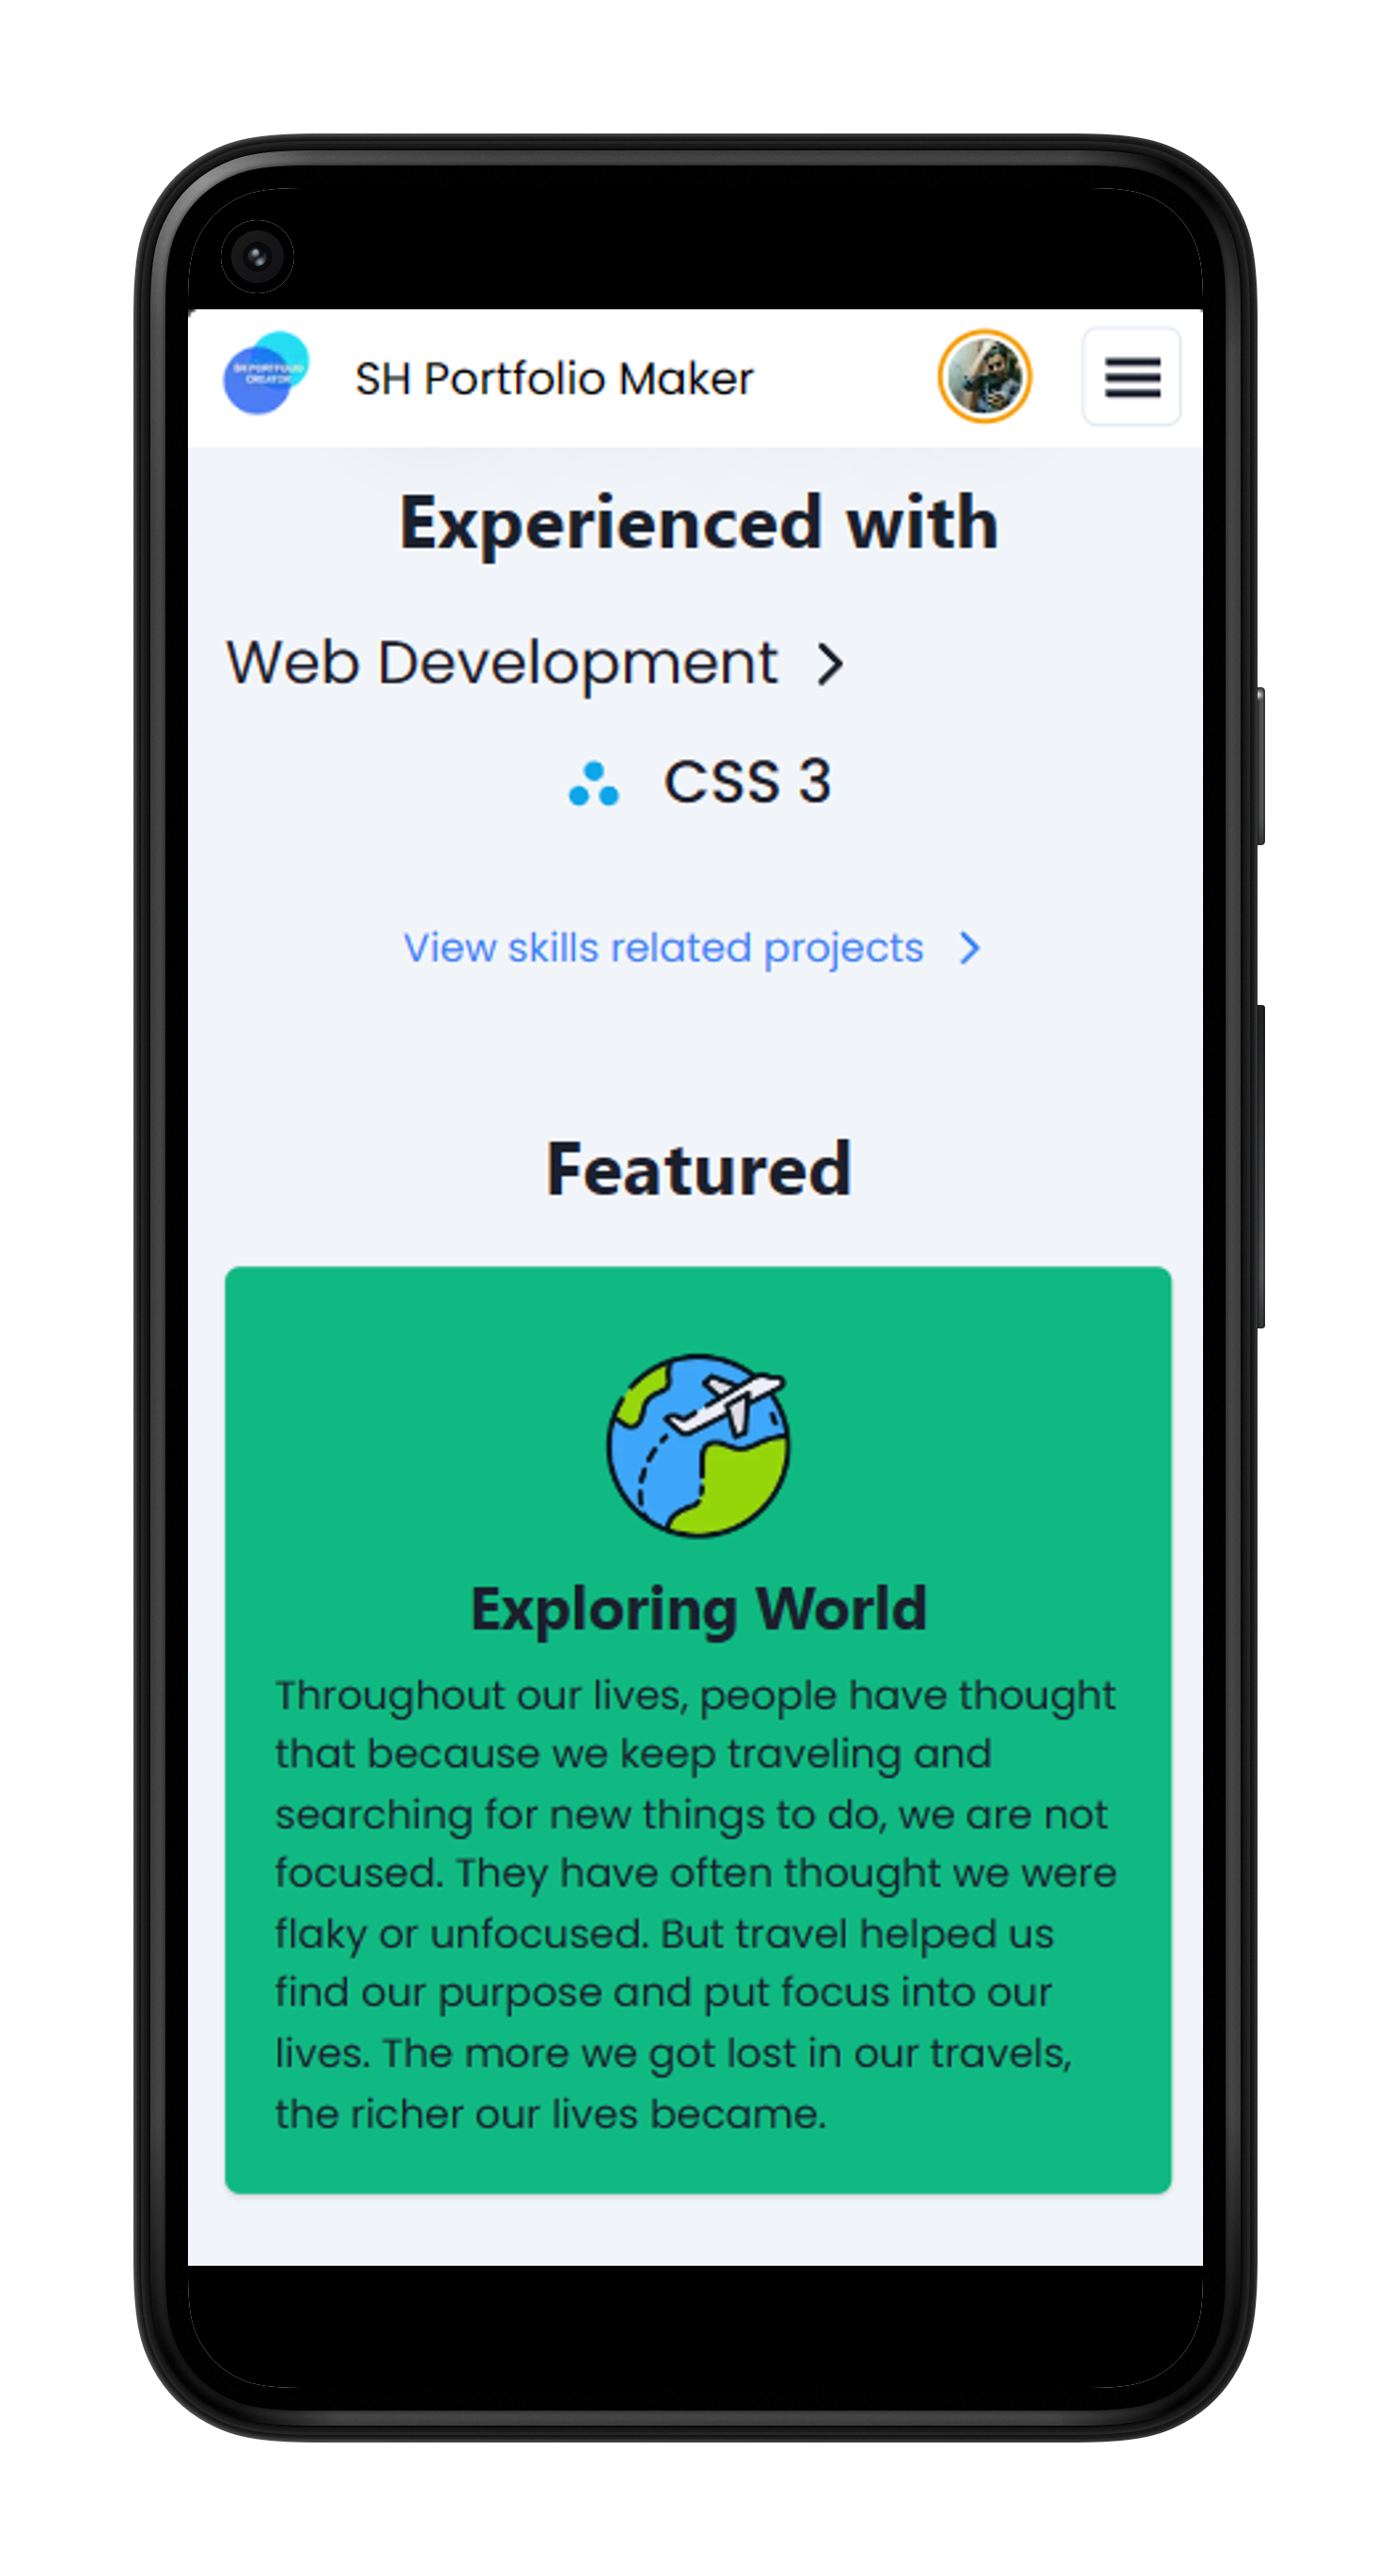 SH PORTFOLIO
CREATOR
SH Portfolio Maker
Experienced with
Web Development
CSS 3
View skills related projects
Featured
Exploring World
Throughout our lives, people have thought
that because we keep traveling and
searching for new things to do, we are not
focused. They have often thought we were
flaky or unfocused. But travel helped us
find our purpose and put focus into our
lives. The more we got lost in our travels,
the richer our lives became.